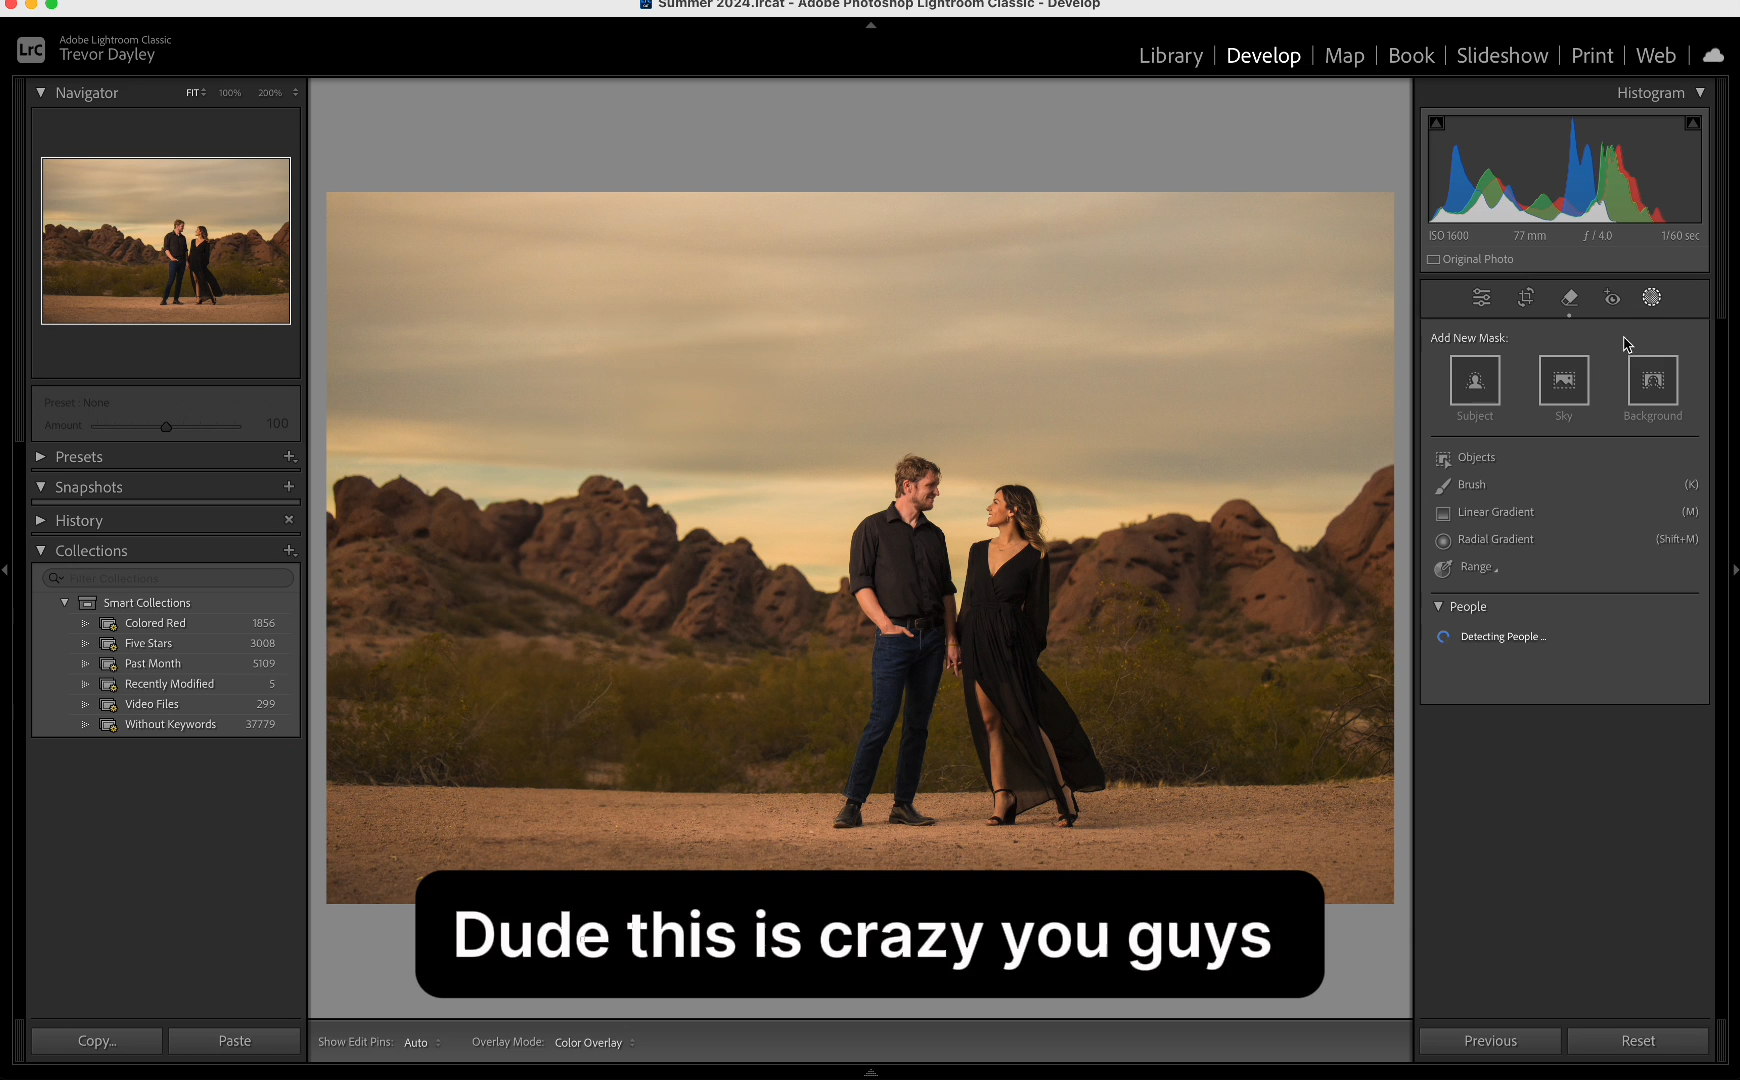 Summer 2024.lrcat - Adobe Photoshop Lightroom Classic - Develop
LrC
Adobe Lightroom Classic
Trevor Dayley
Library | Develop | Map | Book | Slideshow | Print | Web |
Navigator FIT 100% 200%
Preset : None
Amount 100
Presets
Snapshots
History
Collections
Filter Collections
Smart Collections
Colored Red 1856
Five Stars 3008
Past Month 5109
Recently Modified 5
Video Files 299
Without Keywords 37779
Copy... Paste
Dude this is crazy you guys
Show Edit Pins: Auto Overlay Mode: Color Overlay
Histogram
ISO 1600 77 mm ƒ / 4.0 1/60 sec
Original Photo
Add New Mask:
Subject Sky Background
Objects
Brush (K)
Linear Gradient (M)
Radial Gradient (Shift+M)
Range
People
Detecting People ...
Previous Reset